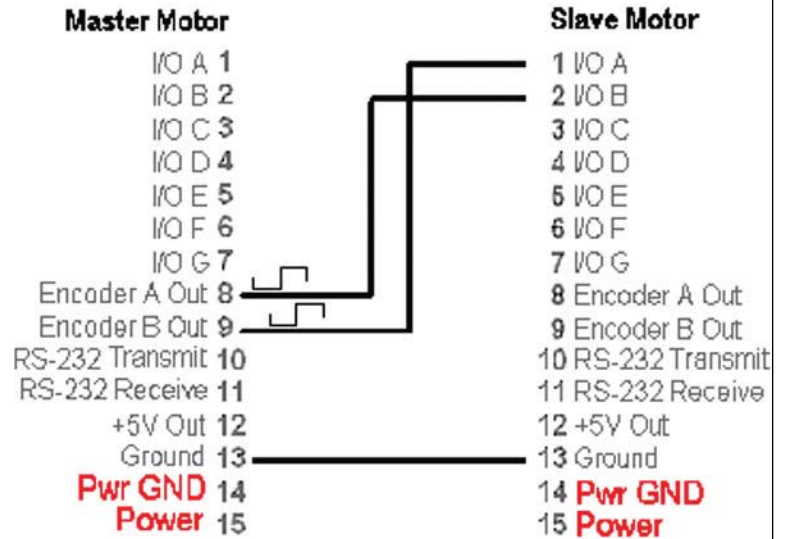 Master Motor
I/O A 1
I/O B 2
I/O C 3
I/O D 4
I/O E 5
I/O F 6
I/O G 7
Encoder A Out 8
Encoder B Out 9
RS-232 Transmit 10
RS-232 Receive 11
+5V Out 12
Ground 13
Pwr GND 14
Power 15
Slave Motor
1 I/O A
2 I/O B
3 I/O C
4 I/O D
5 I/O E
6 I/O F
7 I/O G
8 Encoder A Out
9 Encoder B Out
10 RS-232 Transmit
11 RS-232 Receive
12 +5V Out
13 Ground
14 Pwr GND
15 Power